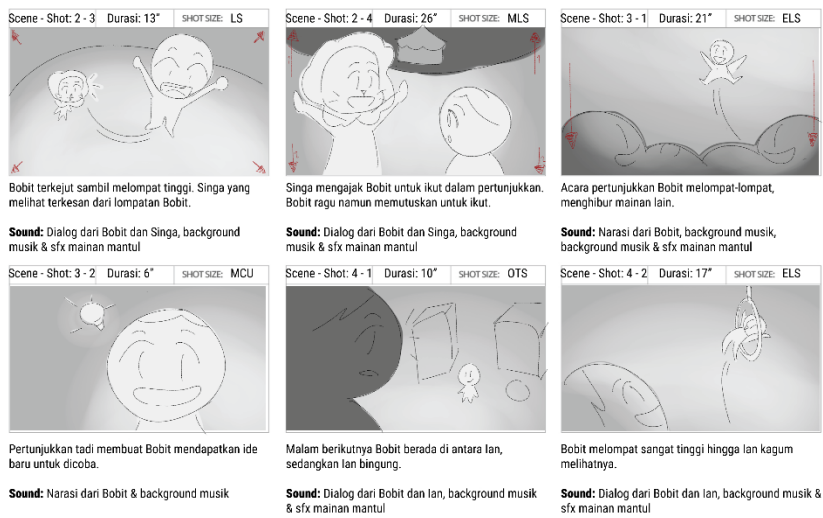 Scene - Shot: 2 - 3 Durasi: 13” SHOT SIZE: LS
Bobit terkejut sambil melompat tinggi. Singa yang
melihat terkesan dari lompatan Bobit.
Sound: Dialog dari Bobit dan Singa, background
musik & sfx mainan mantul
Scene - Shot: 2 - 4 Durasi: 26” SHOT SIZE: MLS
Singa mengajak Bobit untuk ikut dalam pertunjukkan.
Bobit ragu namun memutuskan untuk ikut.
Sound: Dialog dari Bobit dan Singa, background
musik & sfx mainan mantul
Scene - Shot: 3 - 1 Durasi: 21” SHOT SIZE: ELS
Acara pertunjukkan Bobit melompat-lompat,
menghibur mainan lain.
Sound: Narasi dari Bobit, background musik,
background musik & sfx mainan mantul
Scene - Shot: 3 - 2 Durasi: 6” SHOT SIZE: MCU
Pertunjukkan tadi membuat Bobit mendapatkan ide
baru untuk dicoba.
Sound: Narasi dari Bobit & background musik
Scene - Shot: 4 - 1 Durasi: 10” SHOT SIZE: OTS
Malam berikutnya Bobit berada di antara Ian,
sedangkan Ian bingung.
Sound: Dialog dari Bobit dan Ian, background musik
& sfx mainan mantul
Scene - Shot: 4 - 2 Durasi: 17” SHOT SIZE: ELS
Bobit melompat sangat tinggi hingga Ian kagum
melihatnya.
Sound: Dialog dari Bobit dan Ian, background musik &
sfx mainan mantul